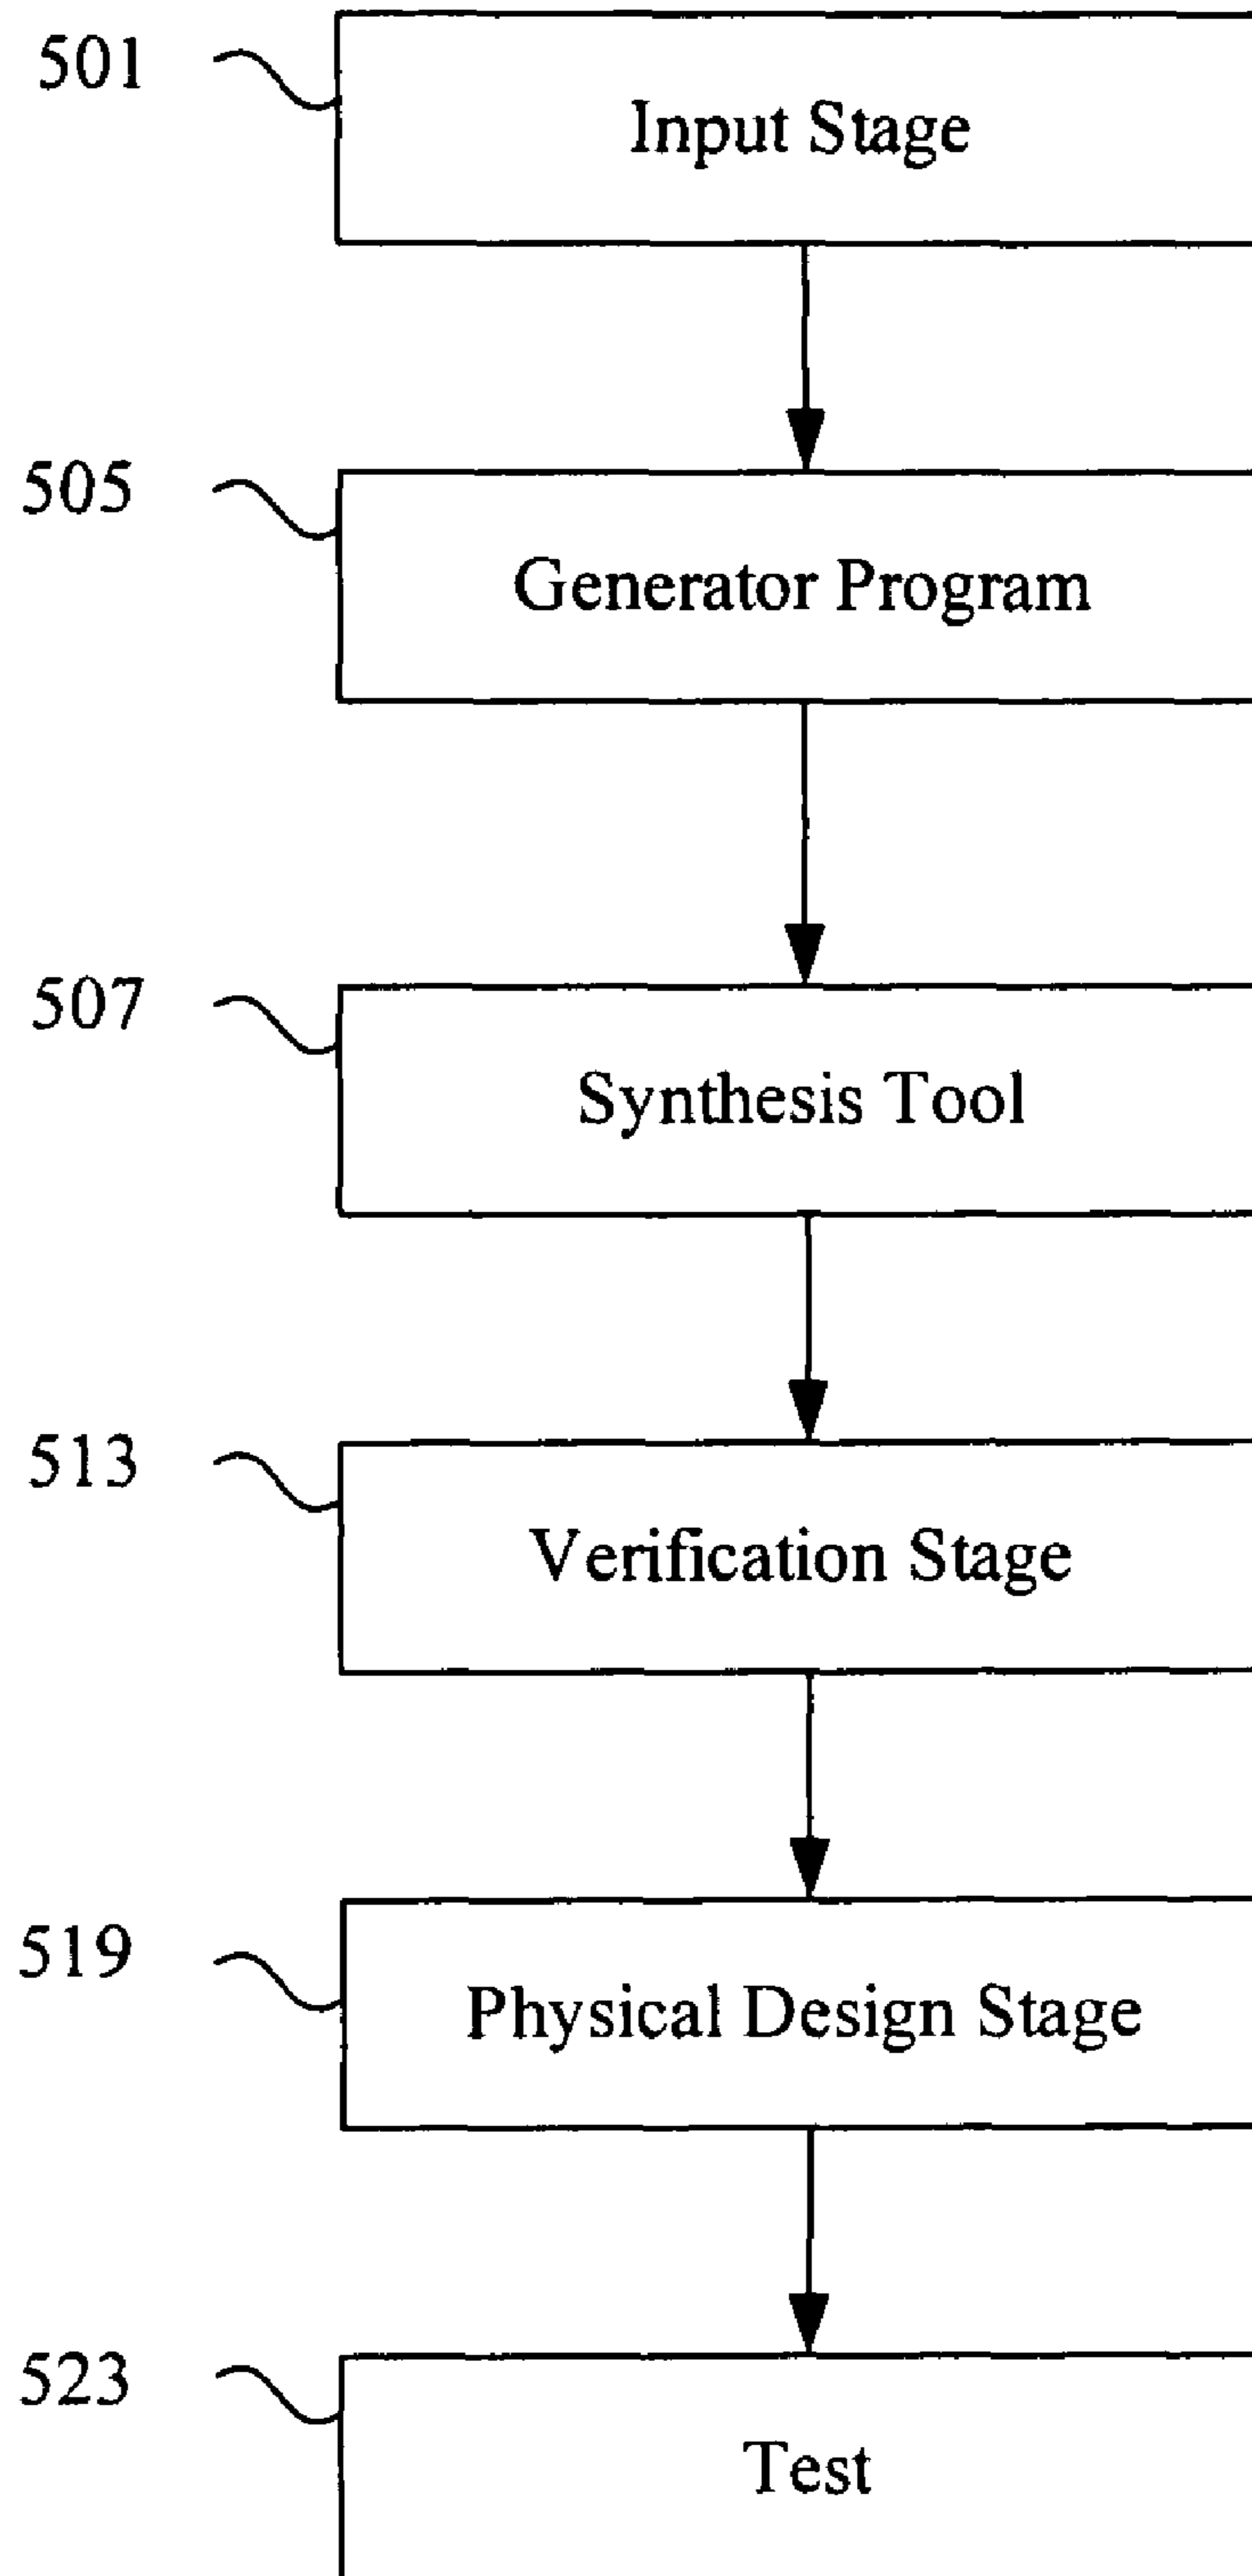 501
Input Stage
505
Generator Program
507
Synthesis Tool
513
Verification Stage
519
Physical Design Stage
523
Test